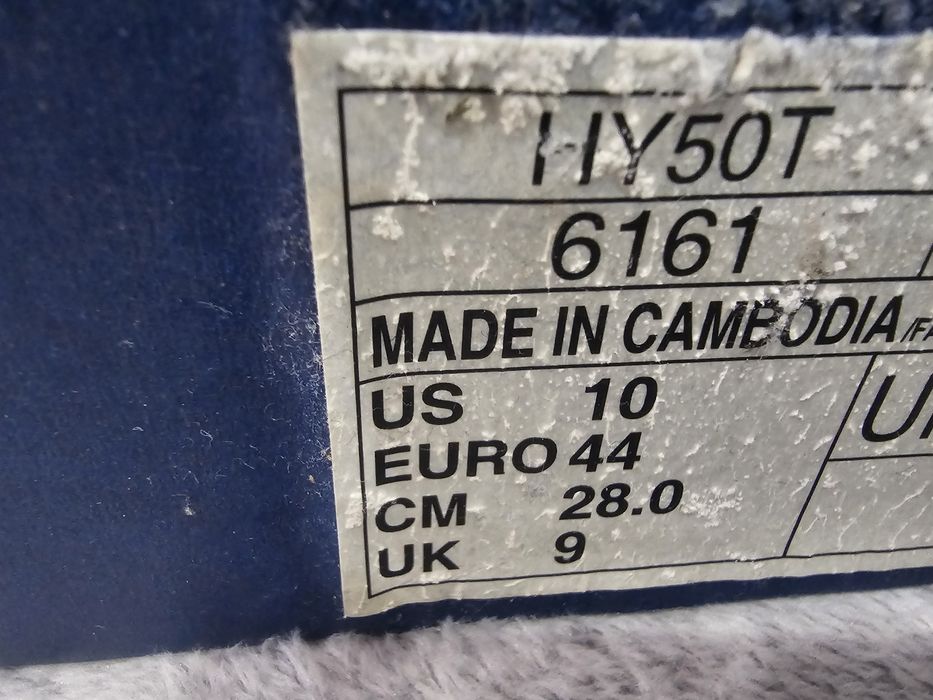 HY50T
6161
MADE IN CAMBODIA
US 10
EURO 44
CM 28.0
UK 9